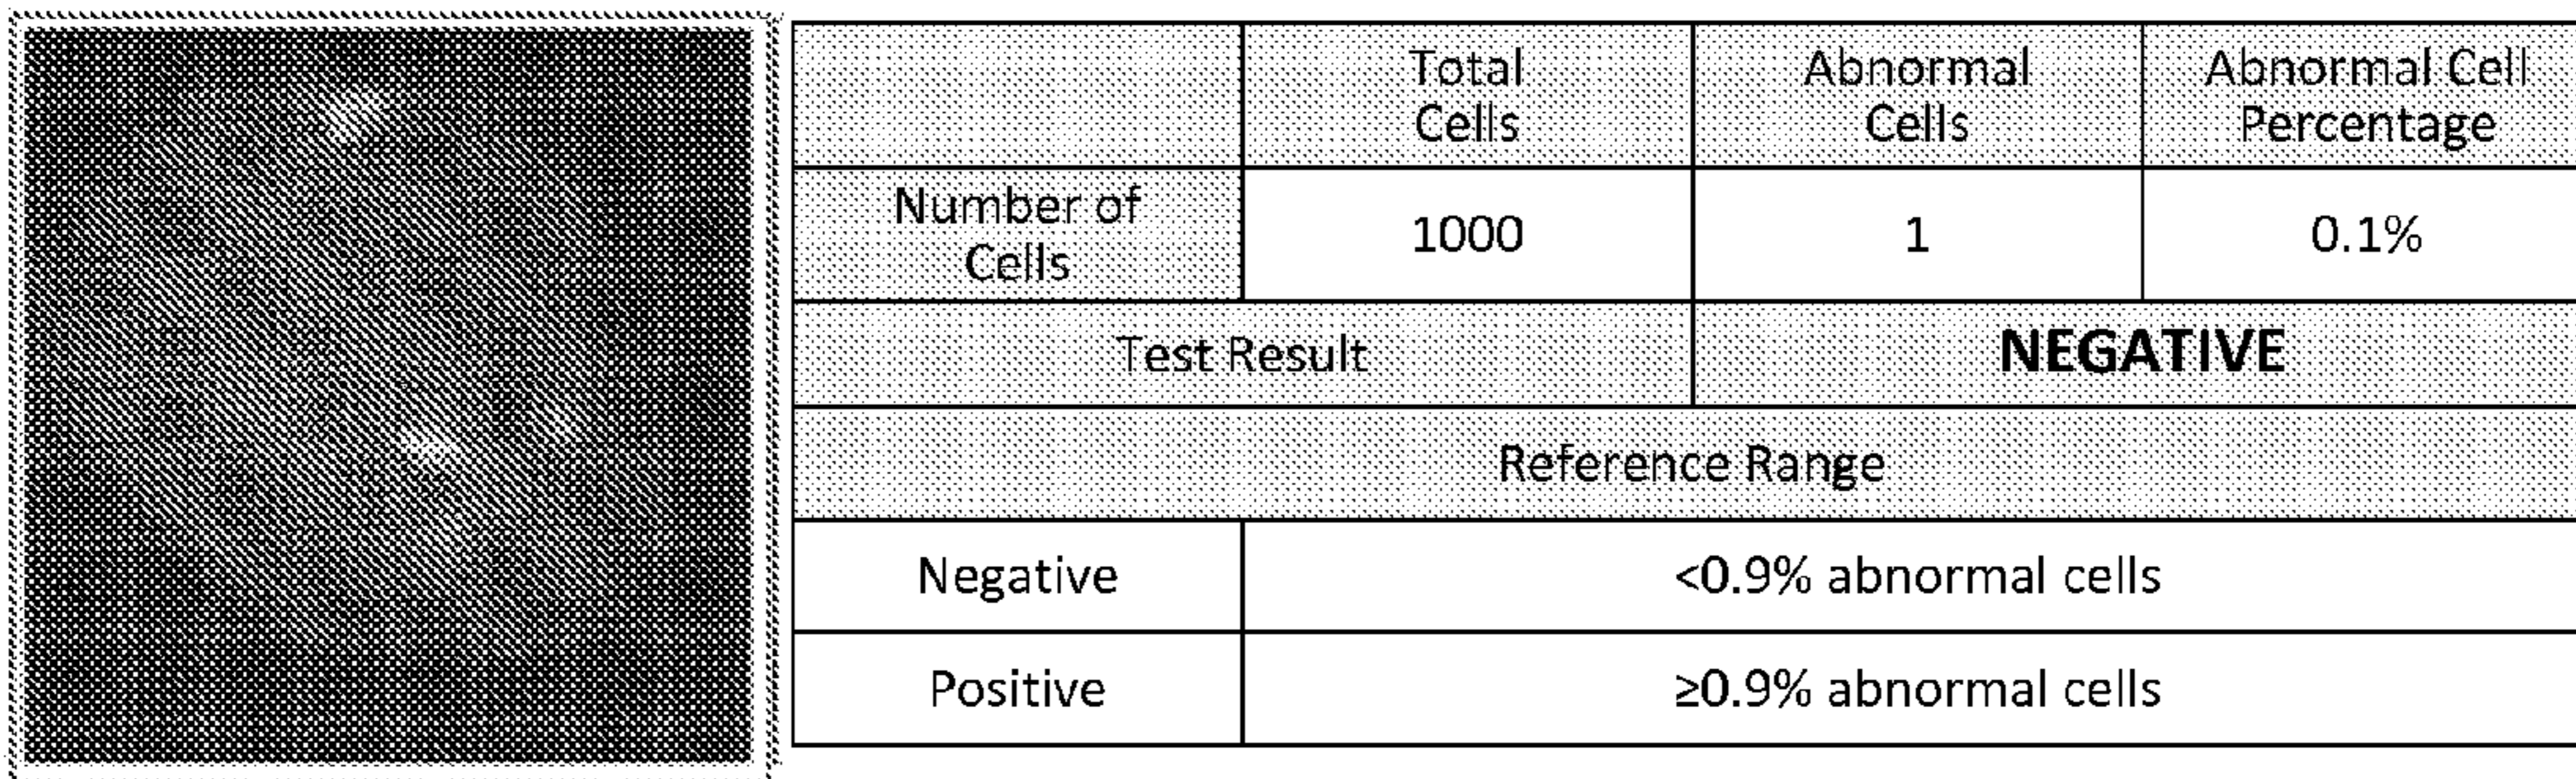 Total
Cells
Abnormal
Cells
Abnormal Cell
Percentage
Number of
Cells
1000
1
0.1%
Test Result
NEGATIVE
Reference Range
Negative
<0.9% abnormal cells
Positive
≥0.9% abnormal cells